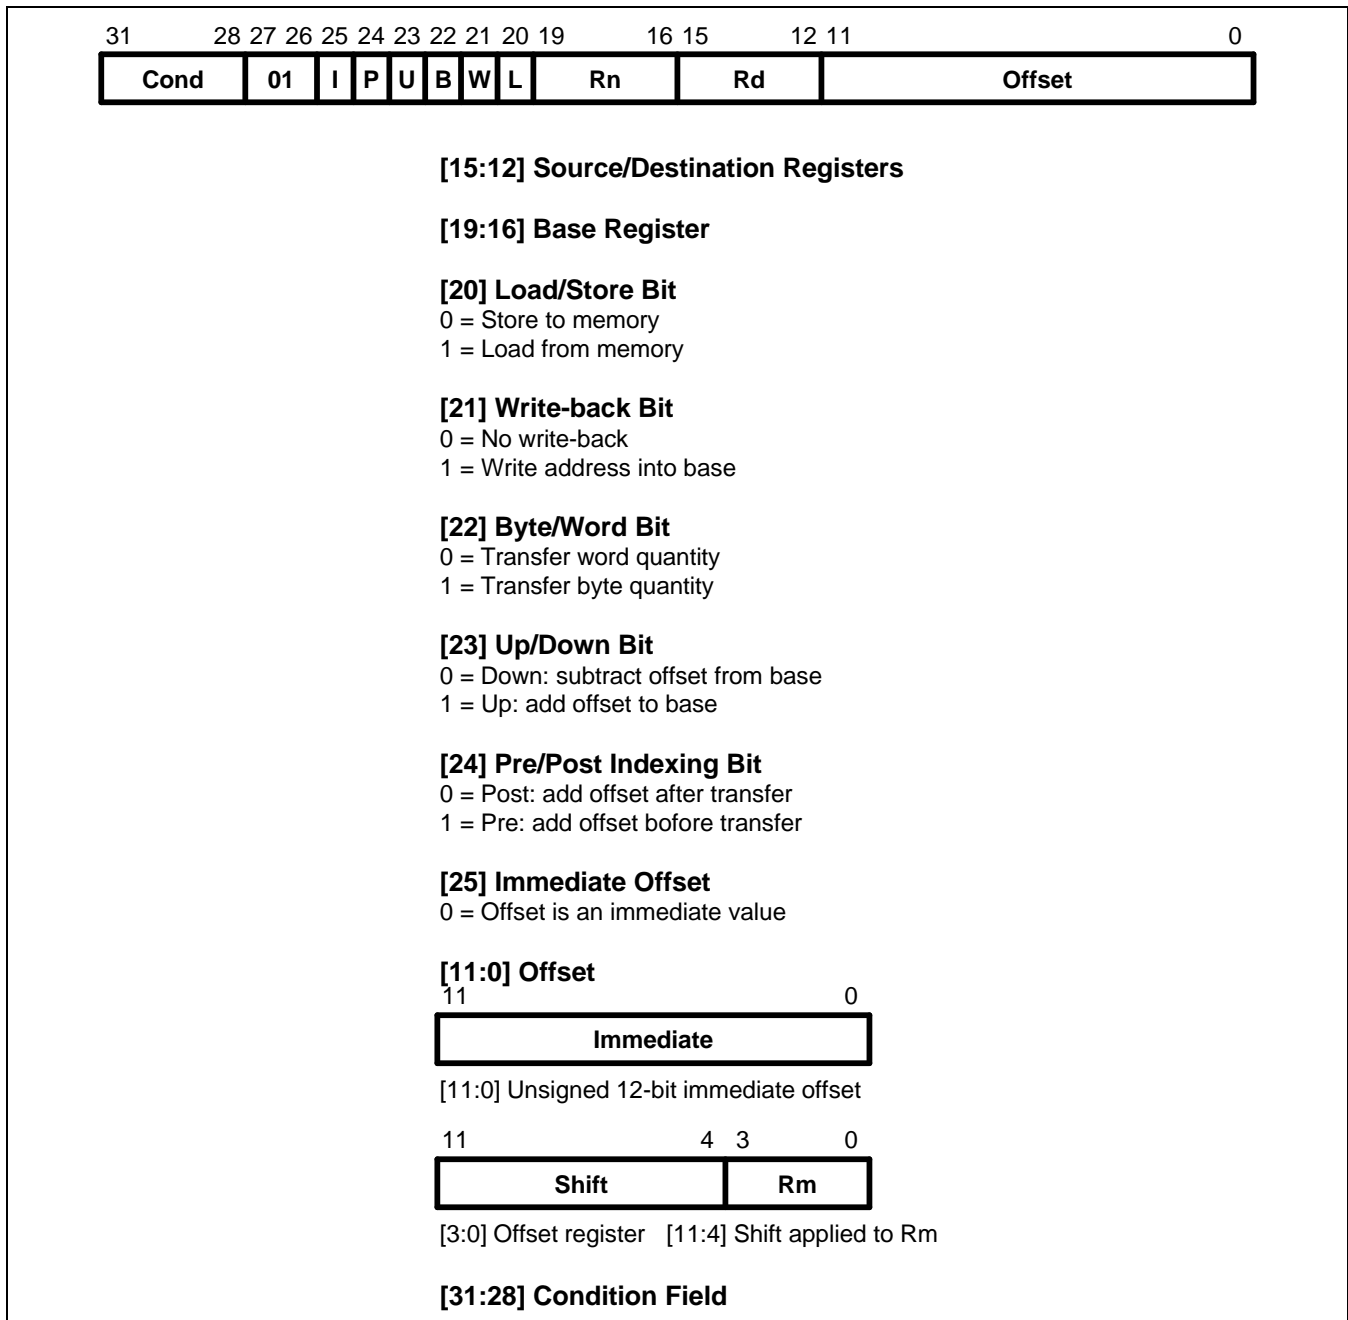 31 28 27 26 25 24 23 22 21 20 19 16 15 12 11 0
Cond 01 I P U B W L Rn Rd Offset
[15:12] Source/Destination Registers
[19:16] Base Register
[20] Load/Store Bit
0 = Store to memory
1 = Load from memory
[21] Write-back Bit
0 = No write-back
1 = Write address into base
[22] Byte/Word Bit
0 = Transfer word quantity
1 = Transfer byte quantity
[23] Up/Down Bit
0 = Down: subtract offset from base
1 = Up: add offset to base
[24] Pre/Post Indexing Bit
0 = Post: add offset after transfer
1 = Pre: add offset bofore transfer
[25] Immediate Offset
0 = Offset is an immediate value
[11:0] Offset
11 0
Immediate
[11:0] Unsigned 12-bit immediate offset
11 4 3 0
Shift Rm
[3:0] Offset register [11:4] Shift applied to Rm
[31:28] Condition Field